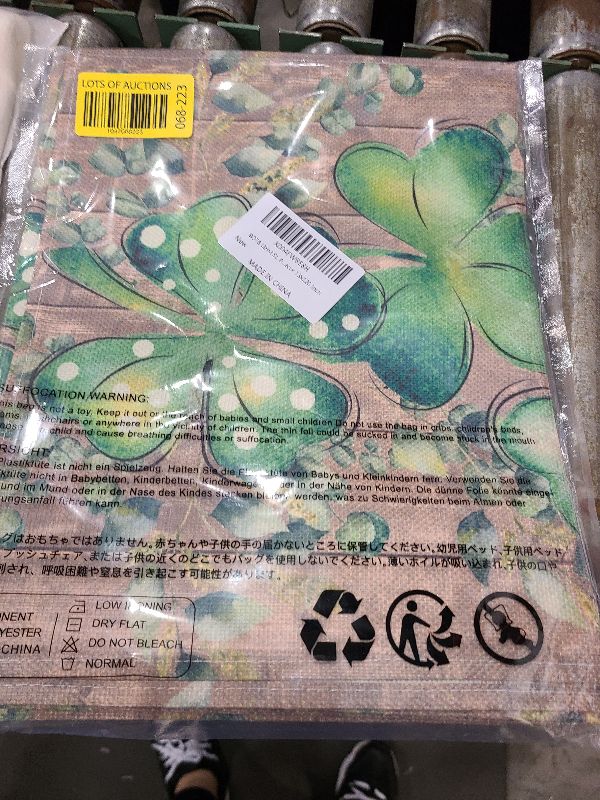 LOTS OF AUCTIONS
068-223
NWK
MADE IN CHINA
SUFFOCATION WARNING:
his bag is not a toy. Keep it out of the reach of babies and small children Do not use the bag in cribs, children's beds,
or anywhere in the vicinity of children. The thin foil could be sucked in and become stuck in the mouth
child and cause breathing difficulties or suffocation.
RSICHT
Plastiktüte ist nicht ein Spielzeug. Halten Sie die Plastiktüte von Babys und Kleinkindern fern. Verwenden Sie die
ktüte nicht in Babybetten, Kinderbetten, Kinderwagen oder in der Nähe von Kindern. Die dünne Folie könnte einge-
und im Mund oder in der Nase des Kindes stecken bleiben werden, was zu Schwierigkeiten beim Atmen oder
ungsanfall führen kann.
グはおもちゃではありません。赤ちゃんや子供の手の届かないところに保管してください。幼児用ベッド、子供用ベッド
プッシュチェア、または子供の近くのどこでもバッグを使用しないでください。薄いホイルが吸い込まれ、子供の口や
刺され、呼吸困難や窒息を引き起こす可能性があります。
ONENT
YESTER
CHINA
LOW IRONING
DRY FLAT
DO NOT BLEACH
NORMAL